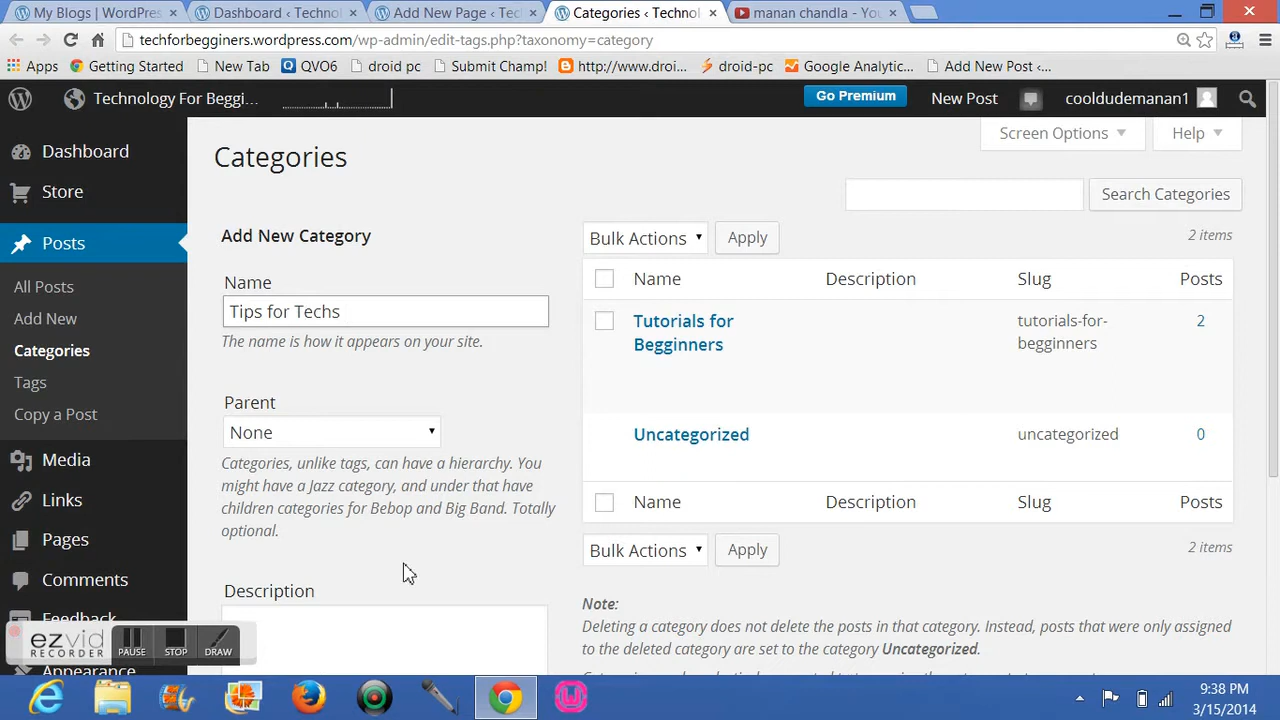 My Blogs | WordPres
Dashboard ‹ Technol
Add New Page ‹ Tec
Categories ‹ Technol
manan chandla - You
techforbegginers.wordpress.com/wp-admin/edit-tags.php?taxonomy=category
Apps
Getting Started
New Tab
QVO6
droid pc
Submit Champ!
http://www.droi...
droid-pc
Google Analytic...
Add New Post ‹...
Technology For Beggi...
Go Premium
New Post
cooldudemanan1
Dashboard
Store
Posts
All Posts
Add New
Categories
Tags
Copy a Post
Media
Links
Pages
Comments
Feedback
Appearance
Categories
Screen Options
Help
Search Categories
Add New Category
Name
Tips for Techs
The name is how it appears on your site.
Parent
None
Categories, unlike tags, can have a hierarchy. You
might have a Jazz category, and under that have
children categories for Bebop and Big Band. Totally
optional.
Description
Bulk Actions
Apply
2 items
Name Description Slug Posts
Tutorials for
Begginners
tutorials-for-
begginners
2
Uncategorized uncategorized 0
Name Description Slug Posts
Bulk Actions
Apply
2 items
Note:
Deleting a category does not delete the posts in that category. Instead, posts that were only assigned
to the deleted category are set to the category Uncategorized.
ezvid
RECORDER
PAUSE
STOP
DRAW
9:38 PM
3/15/2014